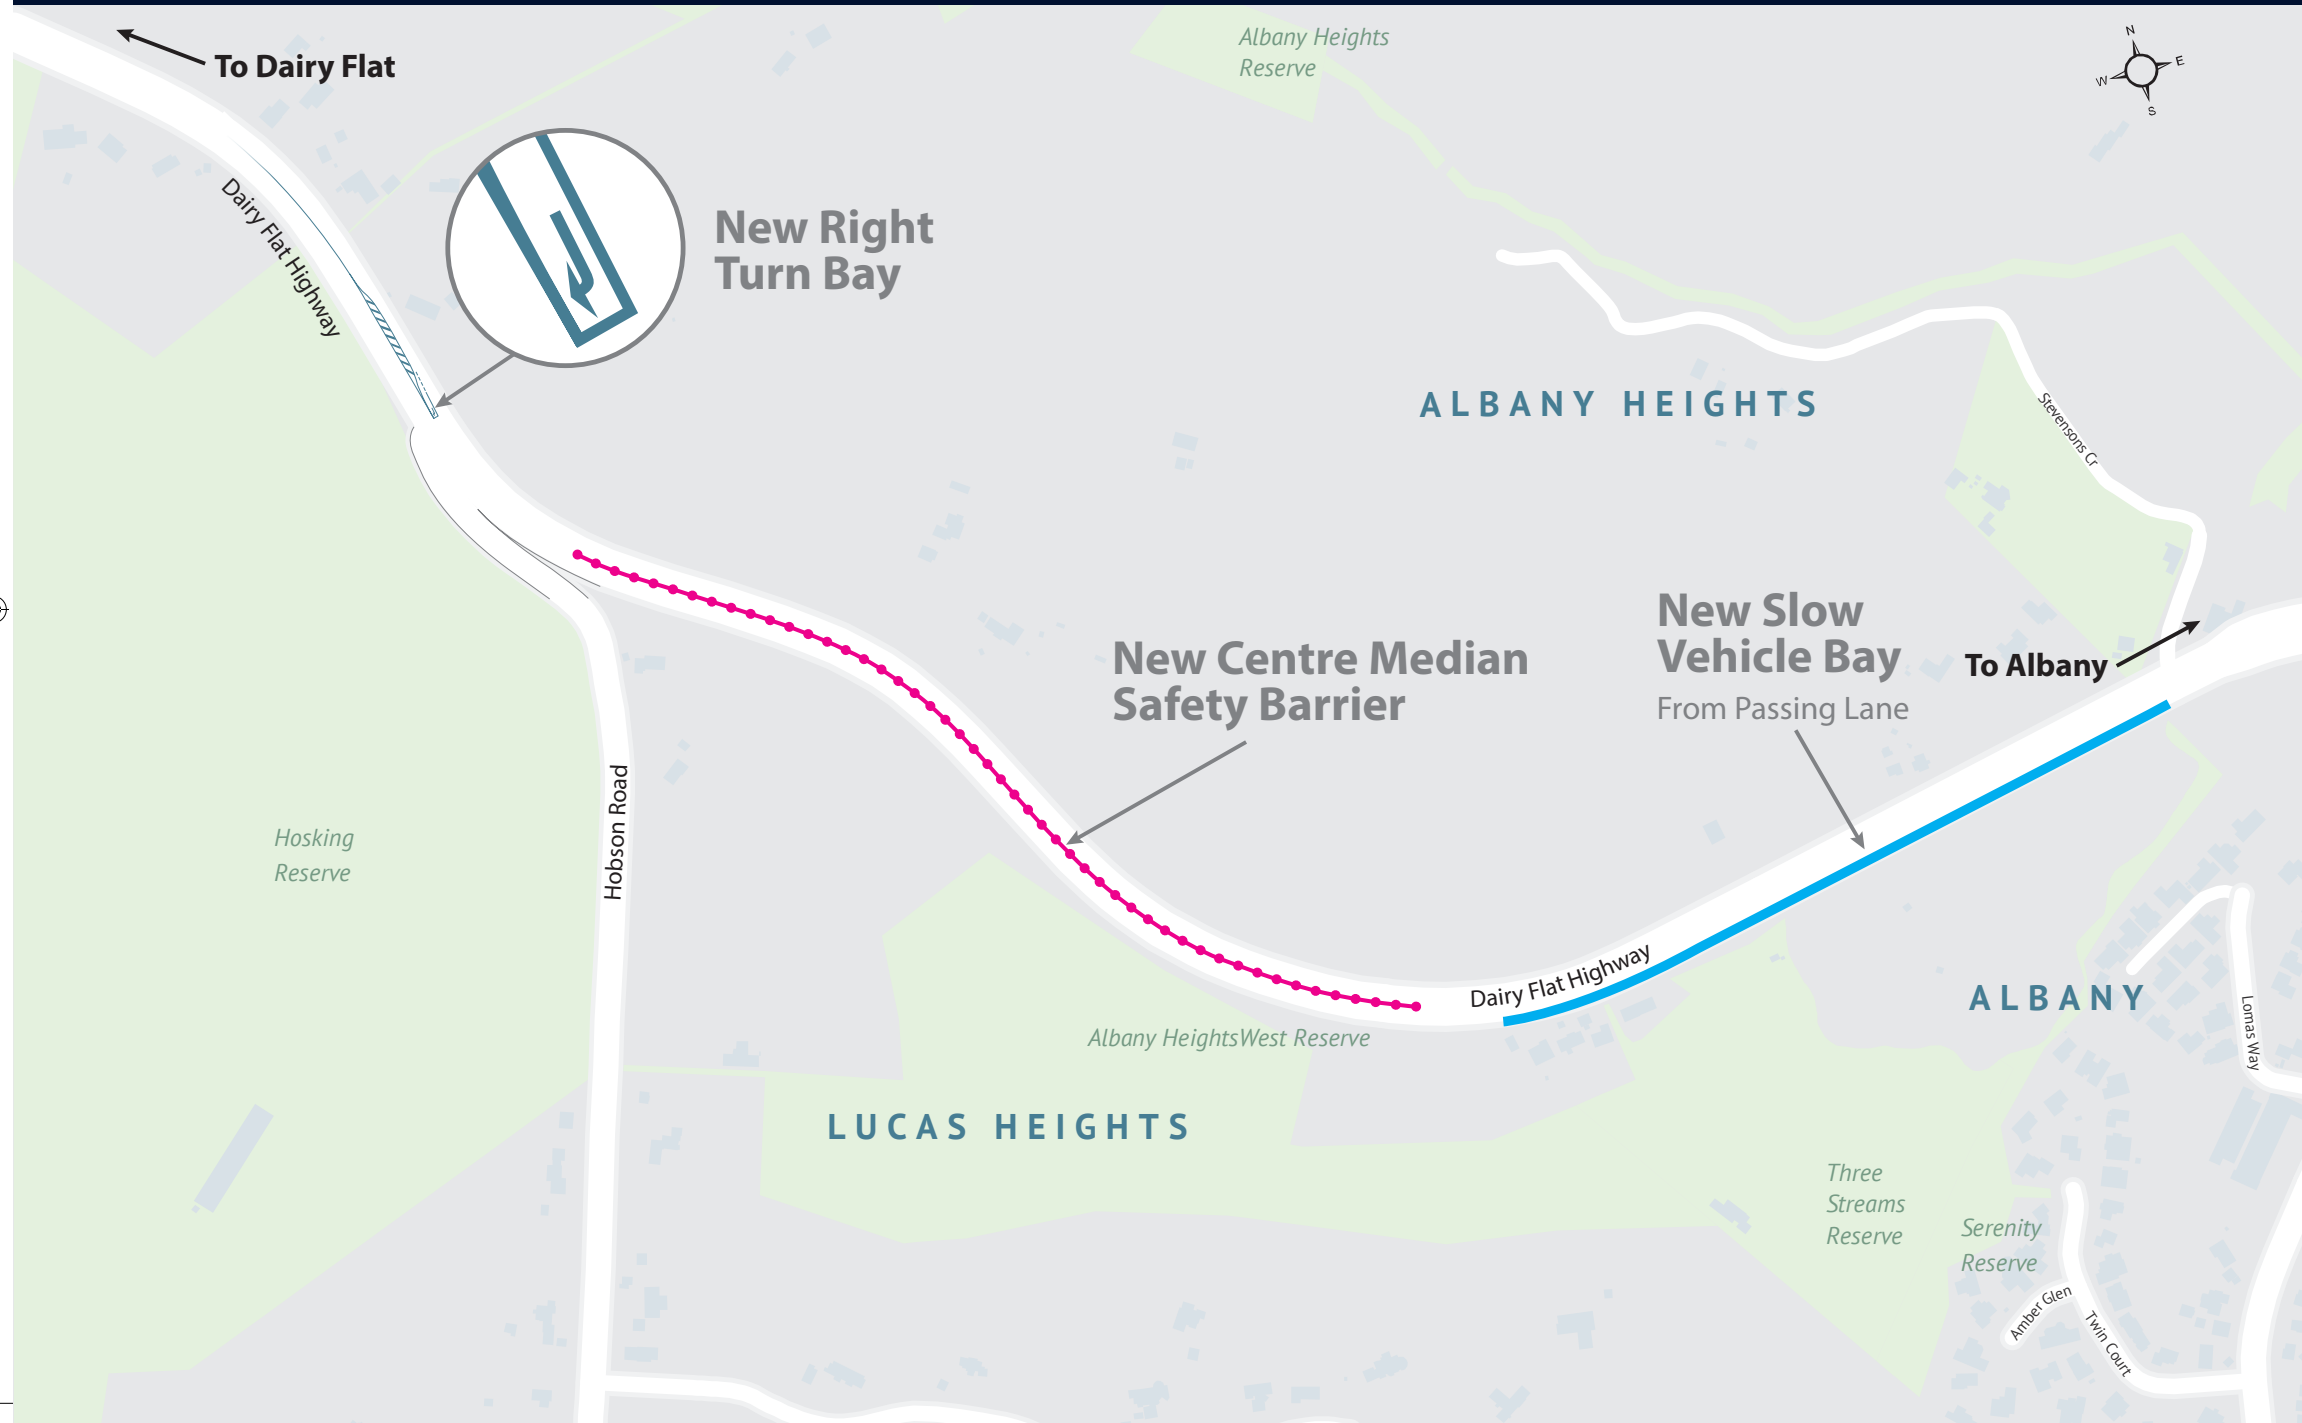 To Dairy Flat
Albany Heights
Reserve
N
E
W
S
Dairy Flat Highway
New Right
Turn Bay
ALBANY HEIGHTS
Stevensons Cr
New Slow
Vehicle Bay
From Passing Lane
To Albany
New Centre Median
Safety Barrier
Hobson Road
Hosking
Reserve
Dairy Flat Highway
ALBANY
Lomas Way
Albany HeightsWest Reserve
LUCAS HEIGHTS
Three
Streams
Reserve
Serenity
Reserve
Amber Glen
Twin Court